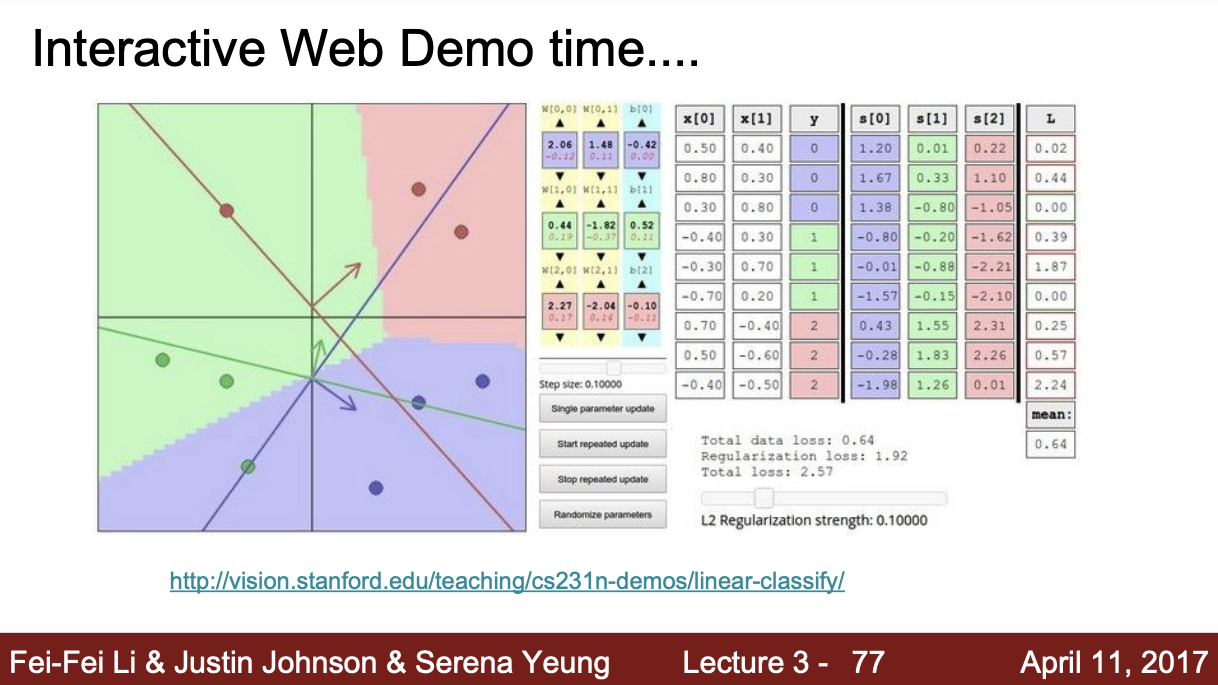 Interactive Web Demo time....
W[0,0] W[0,1] b[0]
2.06 1.48 -0.42
-0.12 0.11 0.00
W[1,0] W[1,1] b[1]
0.44 -1.82 0.52
0.19 -0.37 0.11
W[2,0] W[2,1] b[2]
2.27 -2.04 -0.10
0.17 0.14 -0.11
Step size: 0.10000
Single parameter update
Start repeated update
Stop repeated update
Randomize parameters
x[0] x[1] y s[0] s[1] s[2] L
0.50 0.40 0 1.20 0.01 0.22 0.02
0.80 0.30 0 1.67 0.33 1.10 0.44
0.30 0.80 0 1.38 -0.80 -1.05 0.00
-0.40 0.30 1 -0.80 -0.20 -1.62 0.39
-0.30 0.70 1 -0.01 -0.88 -2.21 1.87
-0.70 0.20 1 -1.57 -0.15 -2.10 0.00
0.70 -0.40 2 0.43 1.55 2.31 0.25
0.50 -0.60 2 -0.28 1.83 2.26 0.57
-0.40 -0.50 2 -1.98 1.26 0.01 2.24
mean:
0.64
Total data loss: 0.64
Regularization loss: 1.92
Total loss: 2.57
L2 Regularization strength: 0.10000
http://vision.stanford.edu/teaching/cs231n-demos/linear-classify/
Fei-Fei Li & Justin Johnson & Serena Yeung Lecture 3 - 77 April 11, 2017